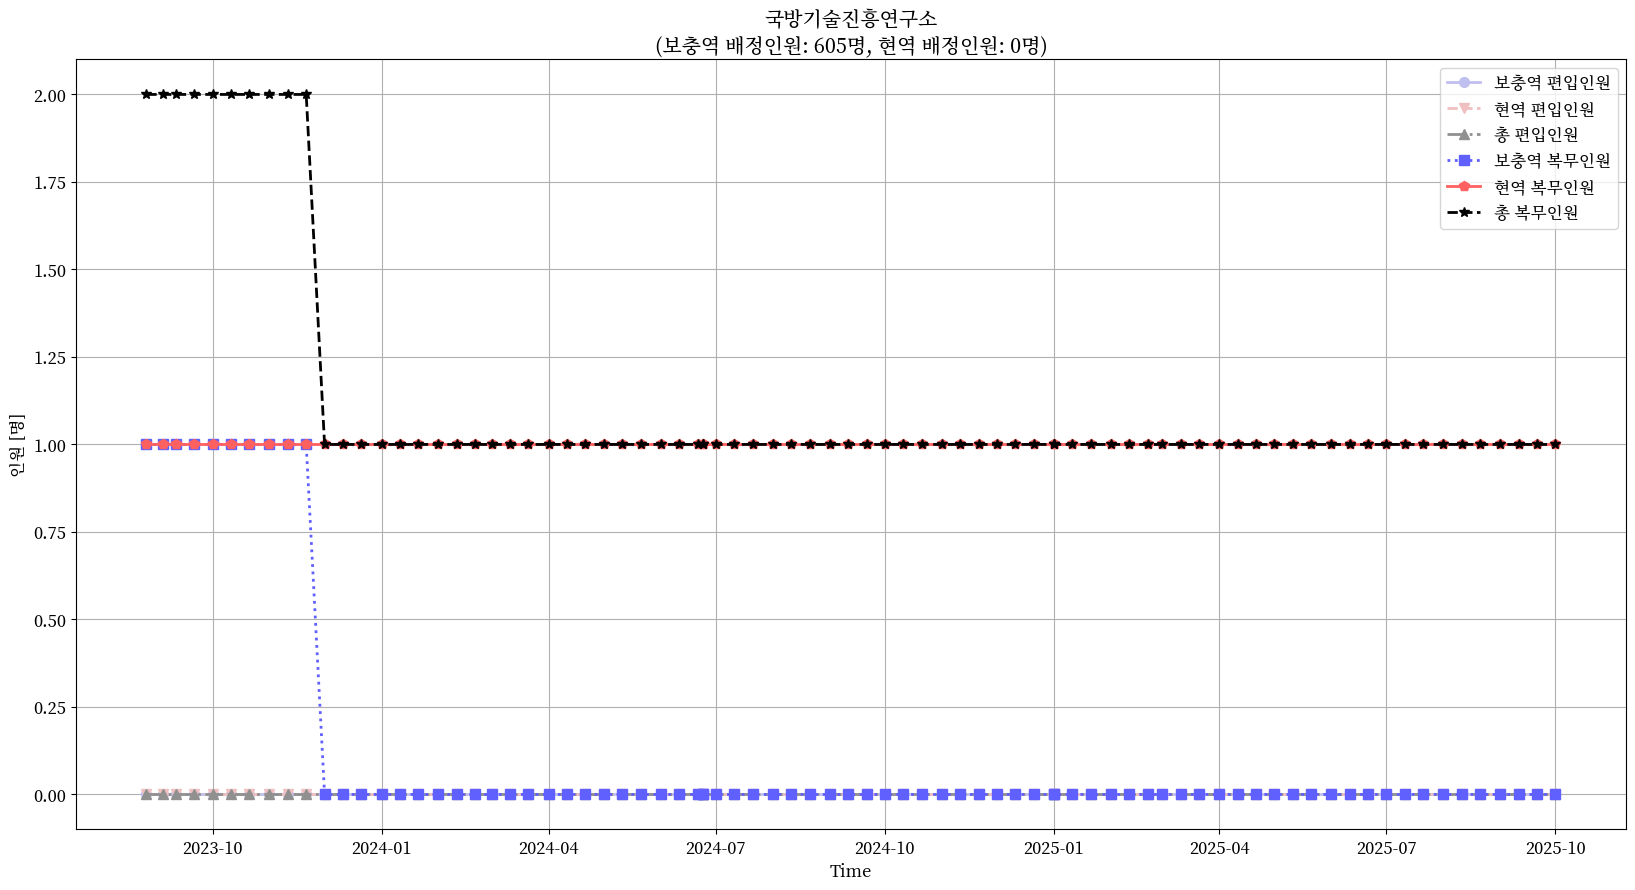 국방기술진흥연구소
(보충역 배정인원: 605명, 현역 배정인원: 0명)
보충역 편입인원
현역 편입인원
총 편입인원
보충역 복무인원
현역 복무인원
총 복무인원
인원 [명]
2.00
1.75
1.50
1.25
1.00
0.75
0.50
0.25
0.00
2023-10
2024-01
2024-04
2024-07
2024-10
2025-01
2025-04
2025-07
2025-10
Time